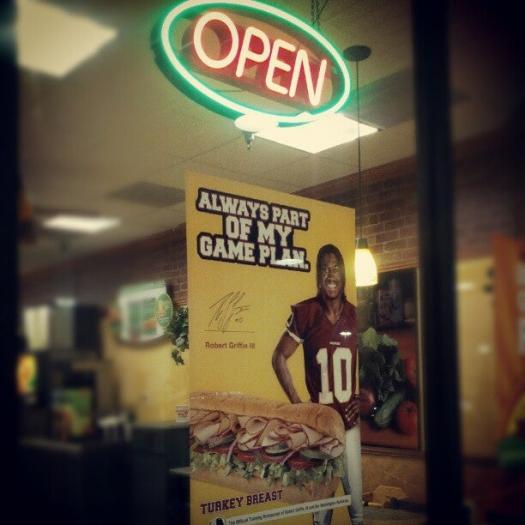 OPEN
ALWAYS PART
OF MY
GAME PLAN.
Robert Griffin III
10
TURKEY BREAST